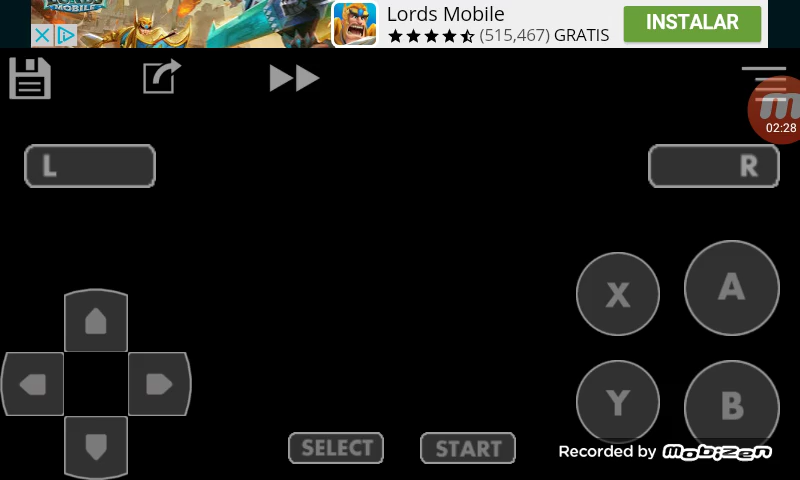 MOBILE
Lords Mobile
(515,467) GRATIS
INSTALAR
02:28
L
R
X
A
Y
B
SELECT
START
Recorded by mobizen